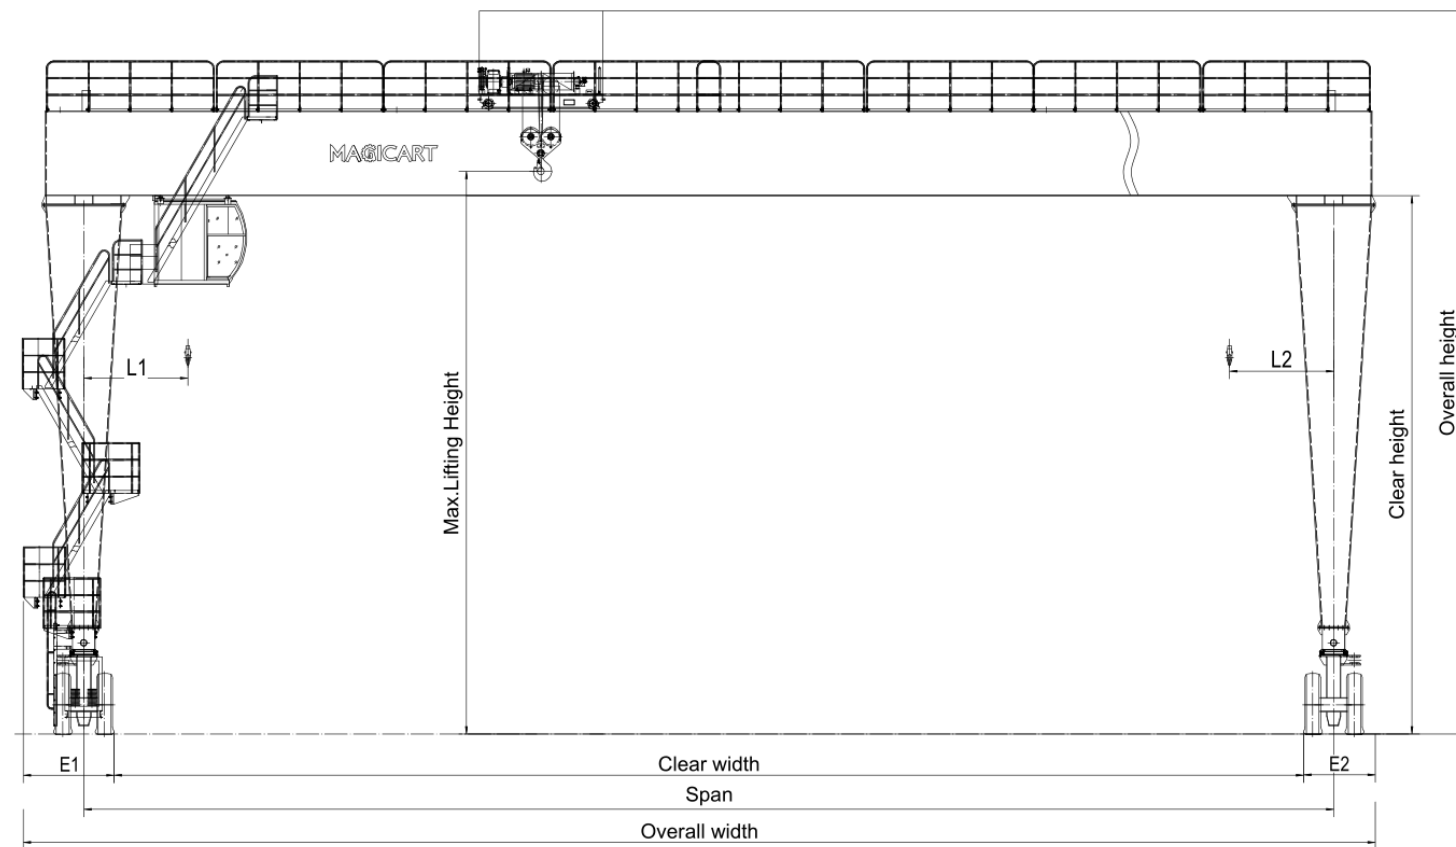 MAGICART
L1
L2
Max.Lifting Height
Clear height
Overall height
E1
Clear width
E2
Span
Overall width